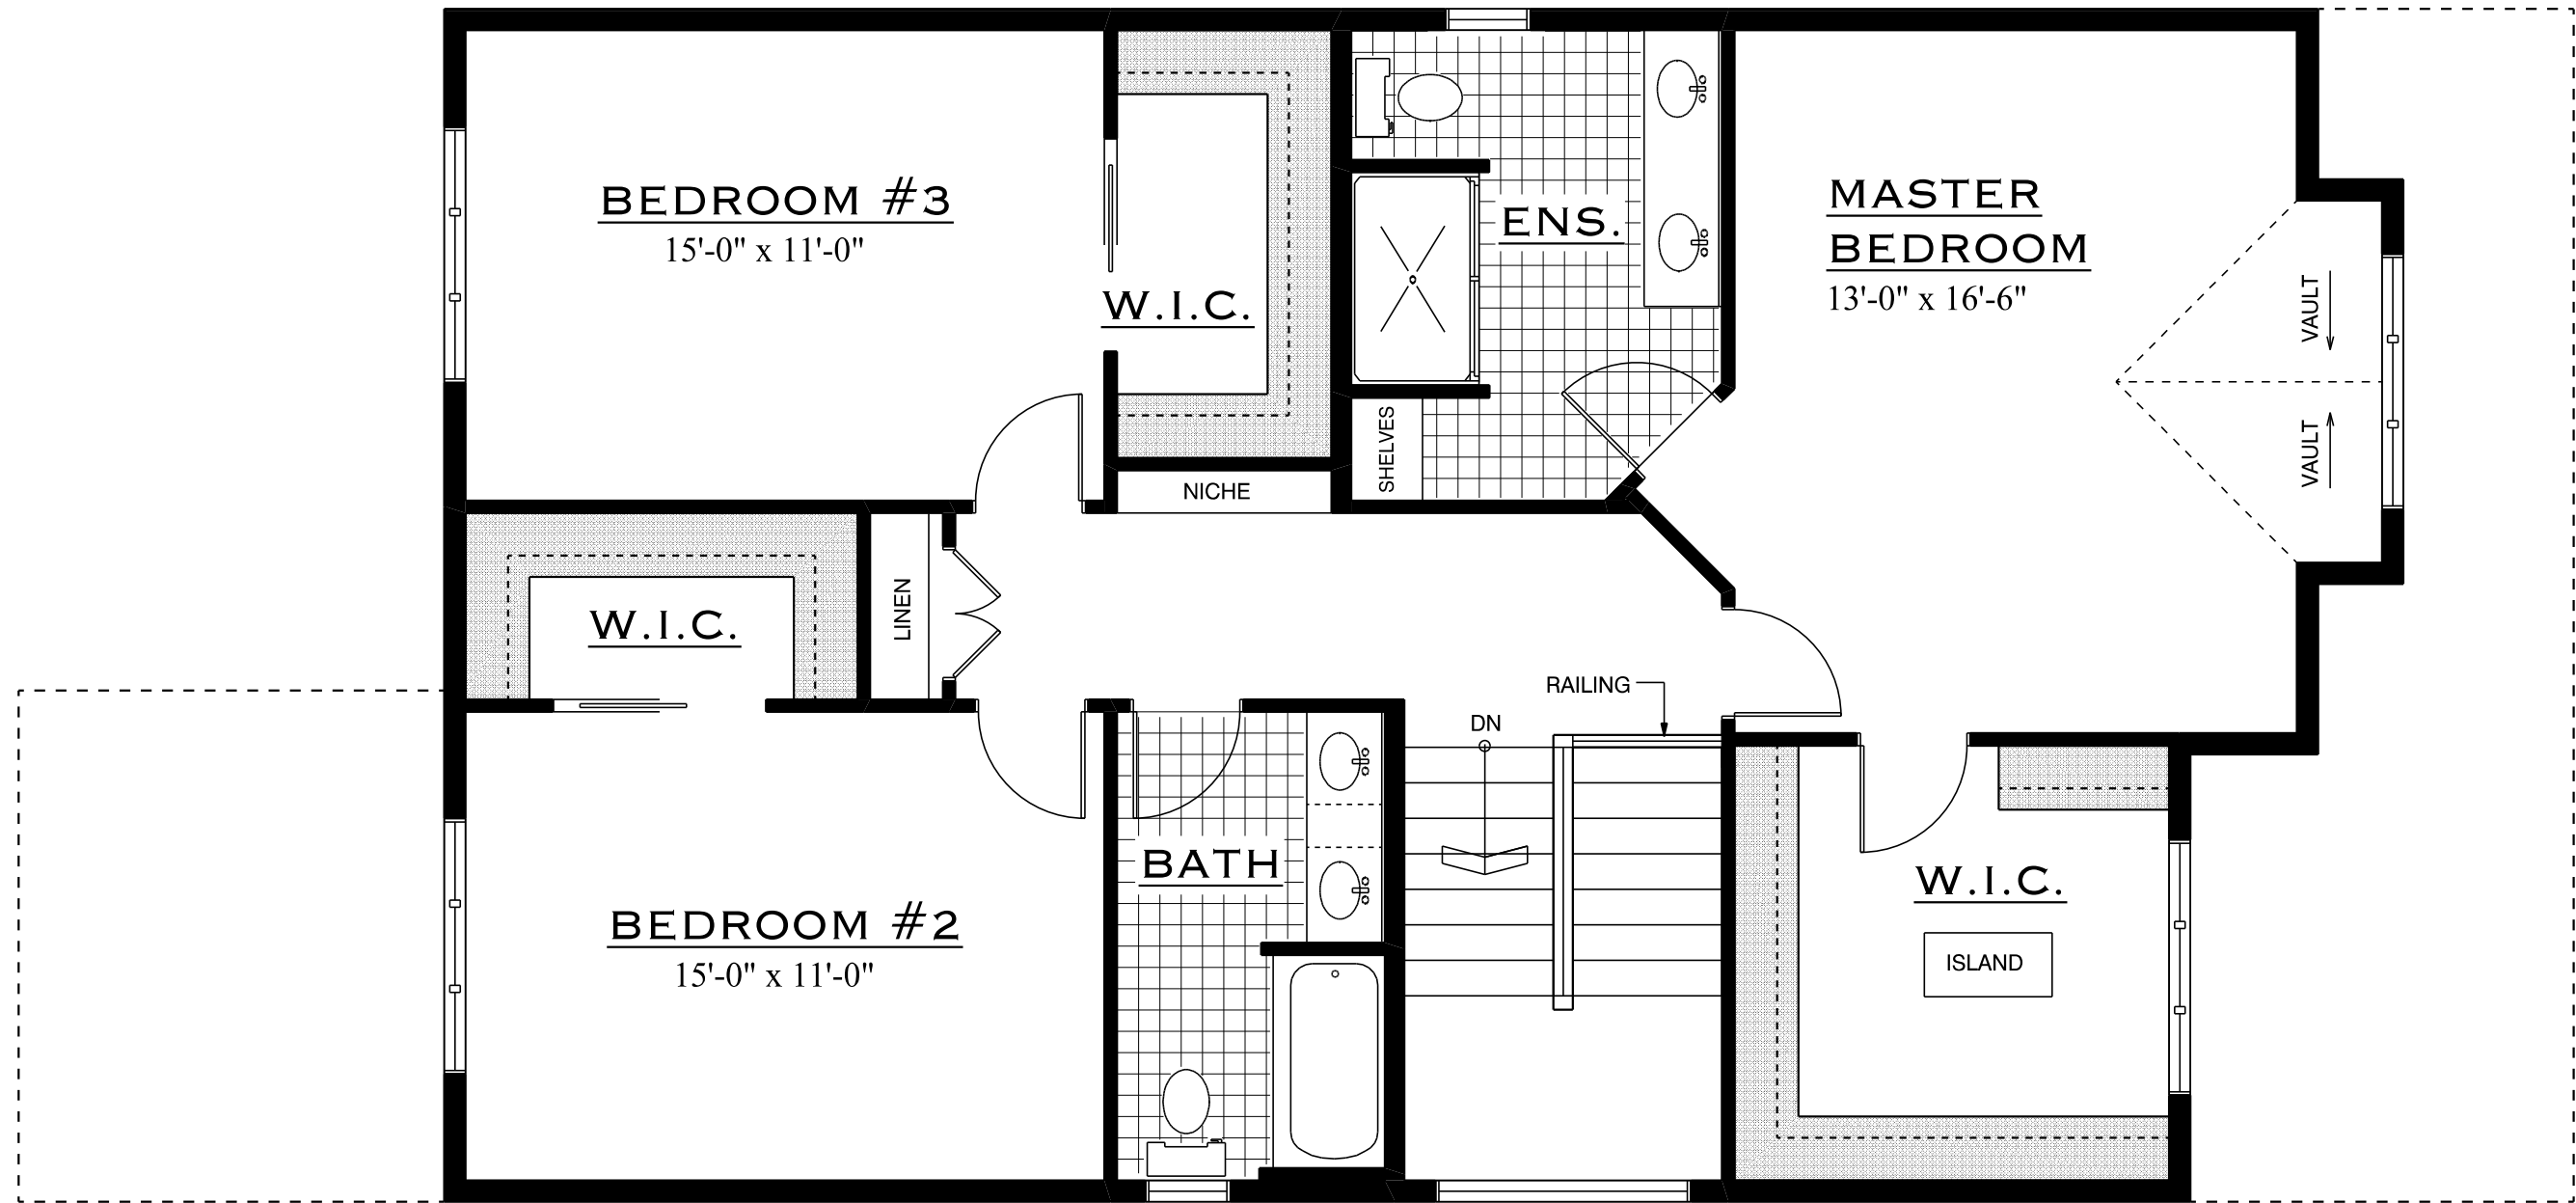 BEDROOM #3
15'-0" x 11'-0"
W.I.C.
ENS.
SHELVES
NICHE
MASTER
BEDROOM
13'-0" x 16'-6"
VAULT
VAULT
W.I.C.
LINEN
RAILING
DN
BEDROOM #2
15'-0" x 11'-0"
BATH
W.I.C.
ISLAND